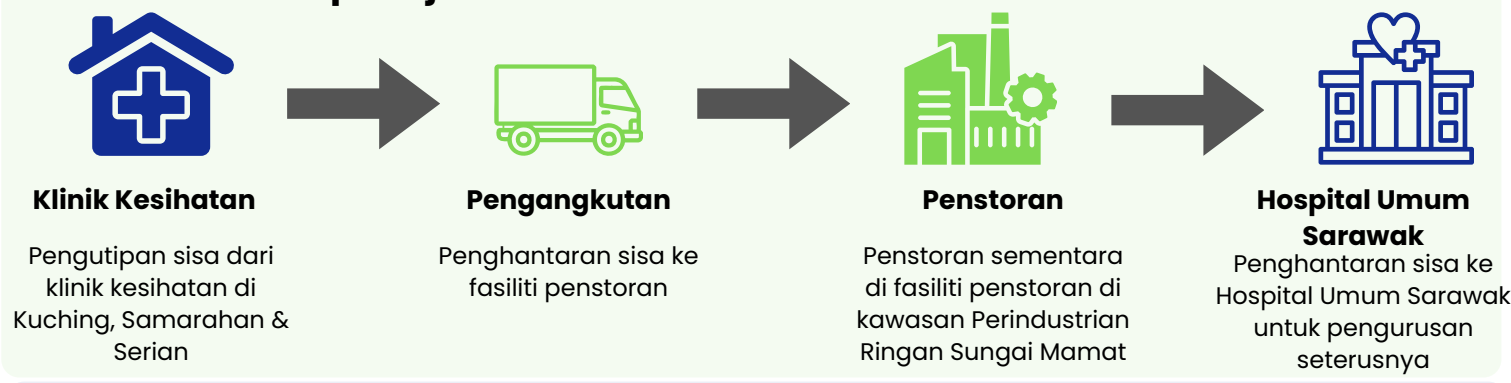 Klinik Kesihatan
Pengutipan sisa dari
klinik kesihatan di
Kuching, Samarahan &
Serian
Pengangkutan
Penghantaran sisa ke
fasiliti penstoran
Penstoran
Penstoran sementara
di fasiliti penstoran di
kawasan Perindustrian
Ringan Sungai Mamat
Hospital Umum
Sarawak
Penghantaran sisa ke
Hospital Umum Sarawak
untuk pengurusan
seterusnya